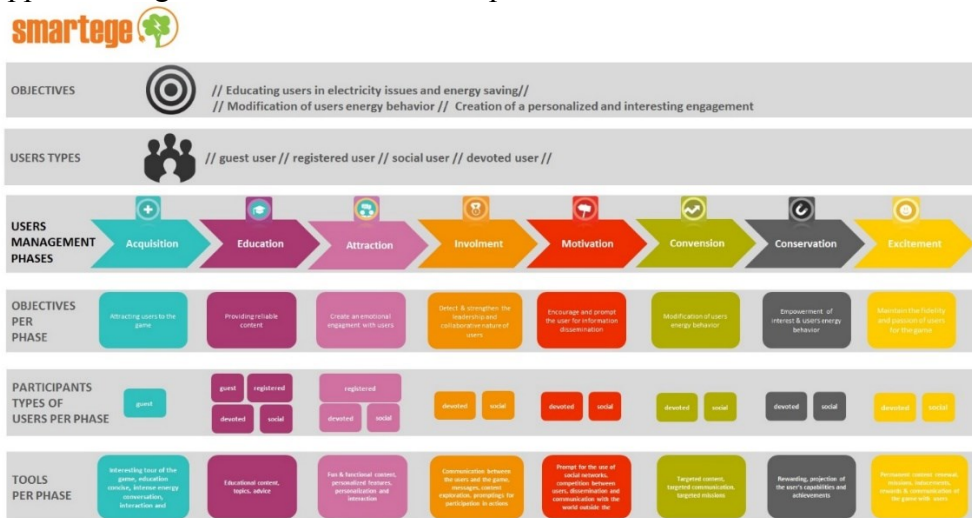 smartege
OBJECTIVES
// Educating users in electricity issues and energy saving//
// Modification of users energy behavior // Creation of a personalized and interesting engagement
USERS TYPES
// guest user // registered user // social user // devoted user //
USERS
MANAGEMENT
PHASES
Acquisition
Education
Attraction
Involment
Motivation
Convension
Conservation
Excitement
OBJECTIVES
PER
PHASE
Attracting users to the
game
Providing reliable
content
Create an emotional
engagment with users
Detect & strengthen the
leadership and
collaborative nature of
users
Encourage and prompt
the user for information
dissemination
Modification of users
energy behavior
Empowerment of
interest & users energy
behavior
Maintain the fidelity
and passion of users
for the game
PARTICIPANTS
TYPES OF
USERS PER PHASE
guest
guest registered
devoted social
registered
devoted social
devoted social
devoted social
devoted social
devoted social
devoted social
TOOLS
PER PHASE
Interesting tour of the
game, education
concise, intense energy
conversation,
interaction and
Educational content,
topics, advice
Fun & functional content,
personalized features,
personalization and
interaction
Communication between
the users and the game,
messages, content
exploration, promptings for
participation in actions
Prompt for the use of
social networks,
competition between
users, dissemination and
communication with the
world outside the
Targeted content,
targeted communication,
targeted missions
Rewarding, projection of
the user's capabilities and
achievements
Permanent content renewal,
missions, inducements,
rewards & communication of
the game with users